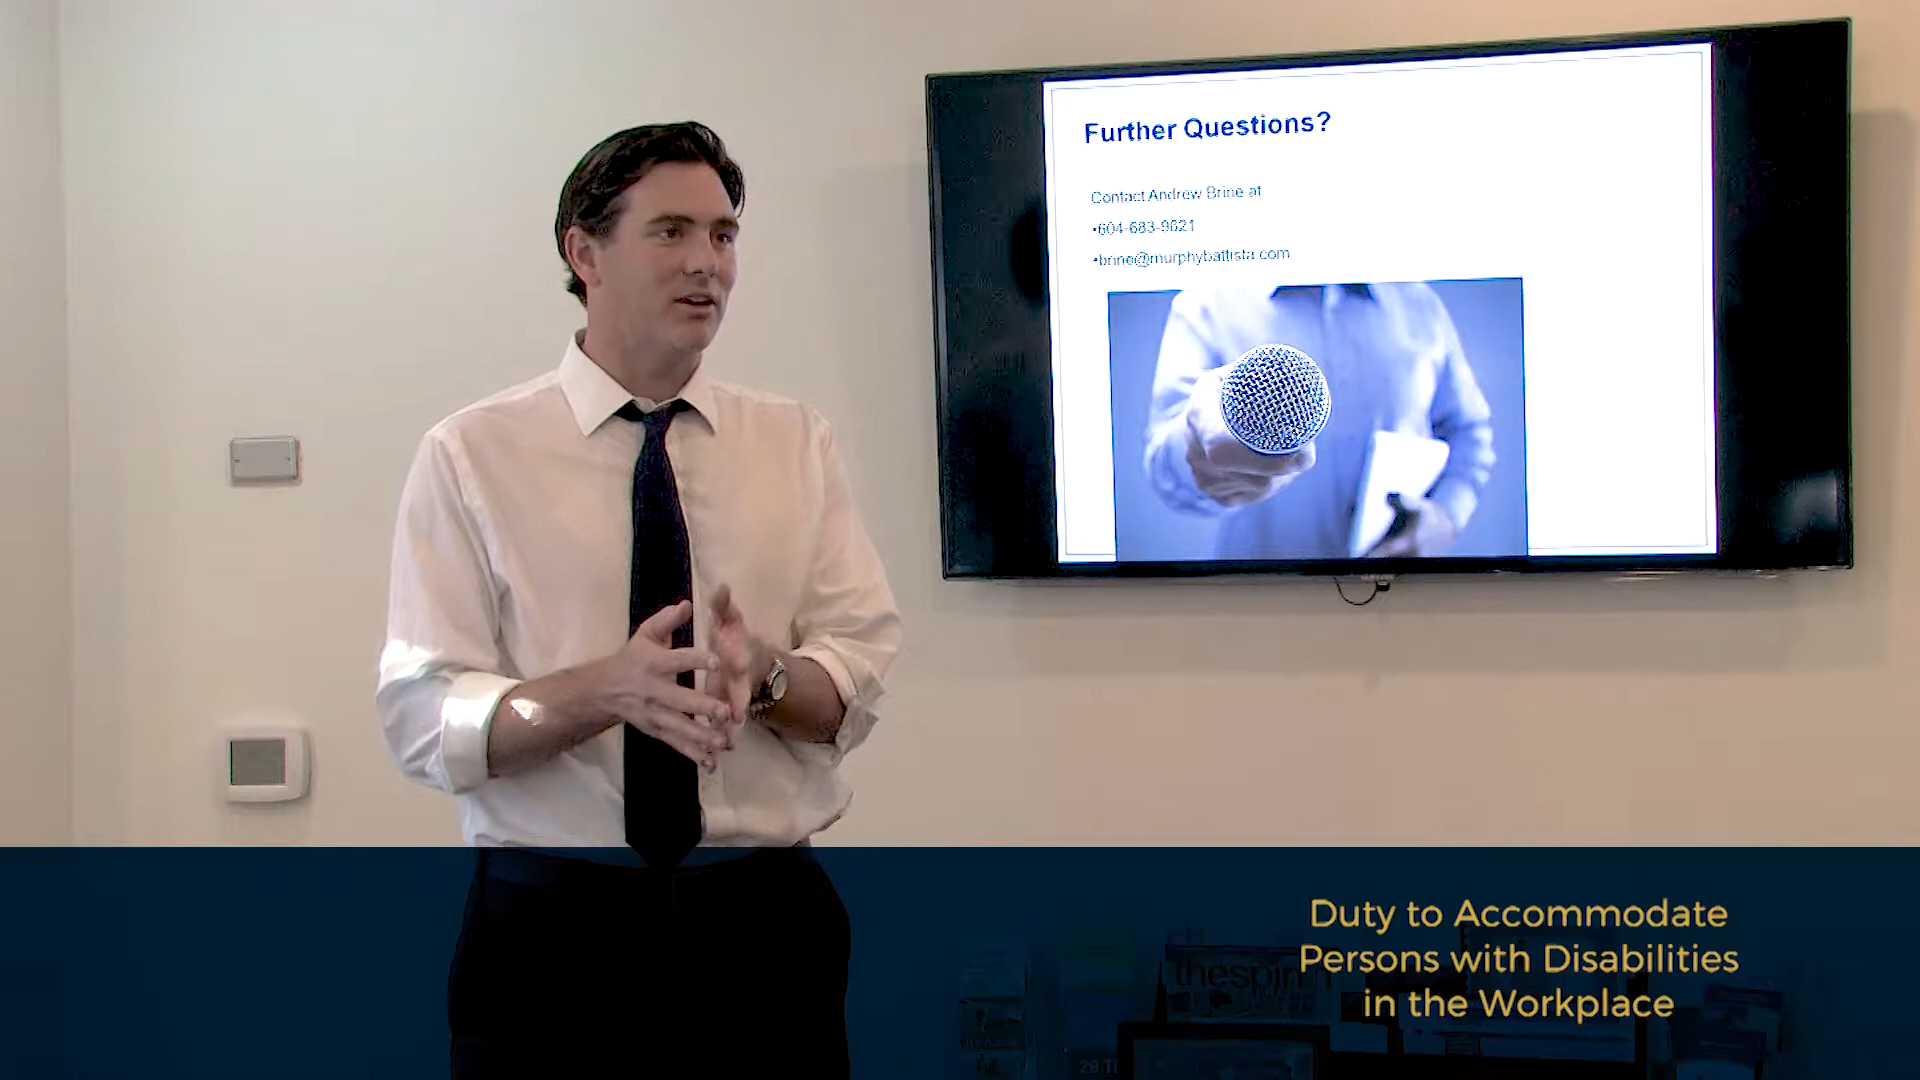 Further Questions?
Contact Andrew Brine at
•604-683-9621
•brine@murphybattista.com
Duty to Accommodate
Persons with Disabilities
in the Workplace
thespin